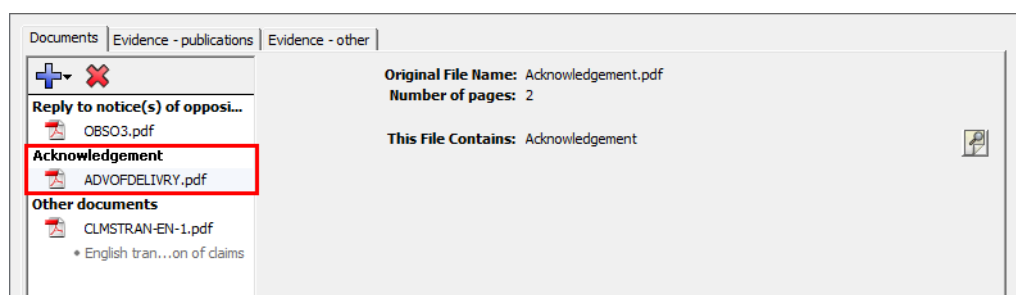 Documents Evidence - publications Evidence - other
Original File Name: Acknowledgement.pdf
Number of pages: 2
This File Contains: Acknowledgement
Reply to notice(s) of opposi...
OBSO3.pdf
Acknowledgement
ADVOFDELIVRY.pdf
Other documents
CLMSTRAN-EN-1.pdf
• English tran...on of claims